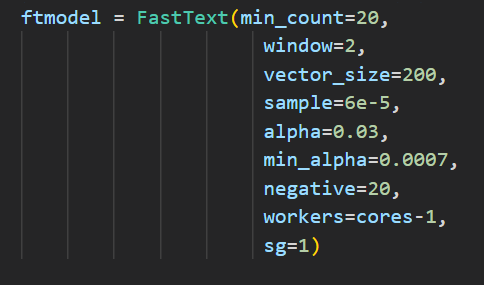 ftmodel = FastText(min_count=20,
window=2,
vector_size=200,
sample=6e-5,
alpha=0.03,
min_alpha=0.0007,
negative=20,
workers=cores-1,
sg=1)